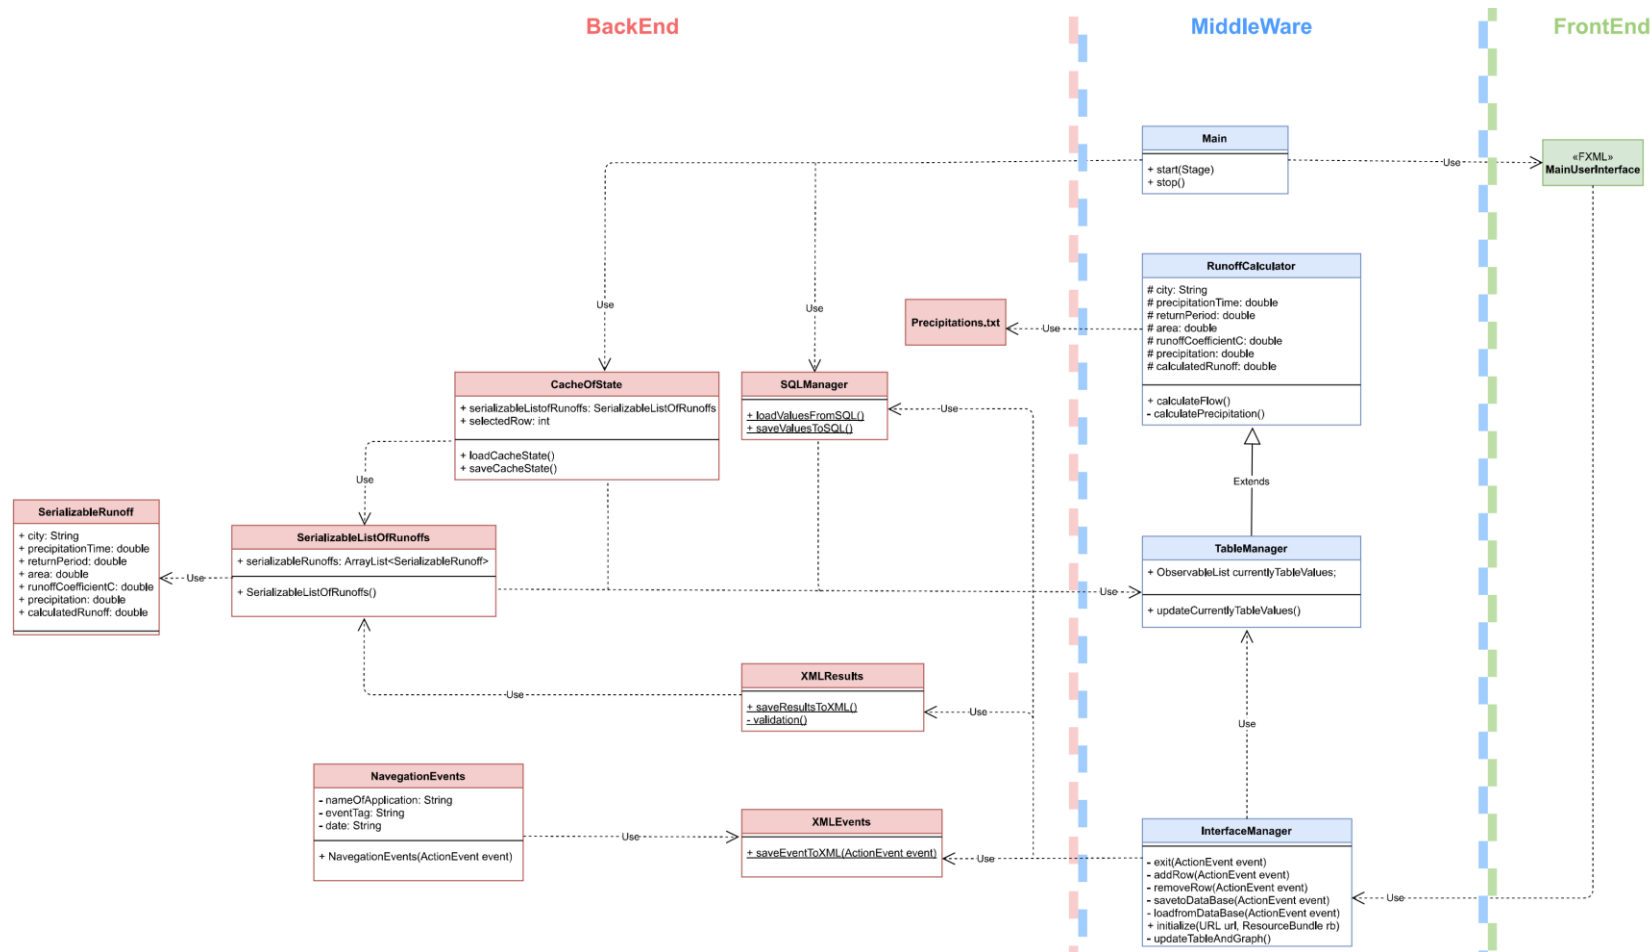 BackEnd
MiddleWare
FrontEnd
Main
+ start(Stage)
+ stop()
Use
«FXML»
MainUserInterface
RunoffCalculator
# city: String
# precipitationTime: double
# returnPeriod: double
# area: double
# runoffCoefficientC: double
# precipitation: double
# calculatedRunoff: double
+ calculateFlow()
- calculatePrecipitation()
Use
Use
Precipitations.txt
Use
CacheOfState
+ serializableListofRunoffs: SerializableListOfRunoffs
+ selectedRow: int
+ loadCacheState()
+ saveCacheState()
SQLManager
+ loadValuesFromSQL()
+ saveValuesToSQL()
Use
Use
Extends
SerializableRunoff
+ city: String
+ precipitationTime: double
+ returnPeriod: double
+ area: double
+ runoffCoefficientC: double
+ precipitation: double
+ calculatedRunoff: double
Use
SerializableListOfRunoffs
+ serializableRunoffs: ArrayList<SerializableRunoff>
+ SerializableListOfRunoffs()
Use
TableManager
+ ObservableList currentlyTableValues;
+ updateCurrentlyTableValues()
XMLResults
+ saveResultsToXML()
- validation()
Use
Use
Use
NavegationEvents
- nameOfApplication: String
- eventTag: String
- date: String
+ NavegationEvents(ActionEvent event)
Use
XMLEvents
+ saveEventToXML(ActionEvent event)
Use
InterfaceManager
- exit(ActionEvent event)
- addRow(ActionEvent event)
- removeRow(ActionEvent event)
- savetoDataBase(ActionEvent event)
- loadfromDataBase(ActionEvent event)
+ initialize(URL url, ResourceBundle rb)
- updateTableAndGraph()
Use